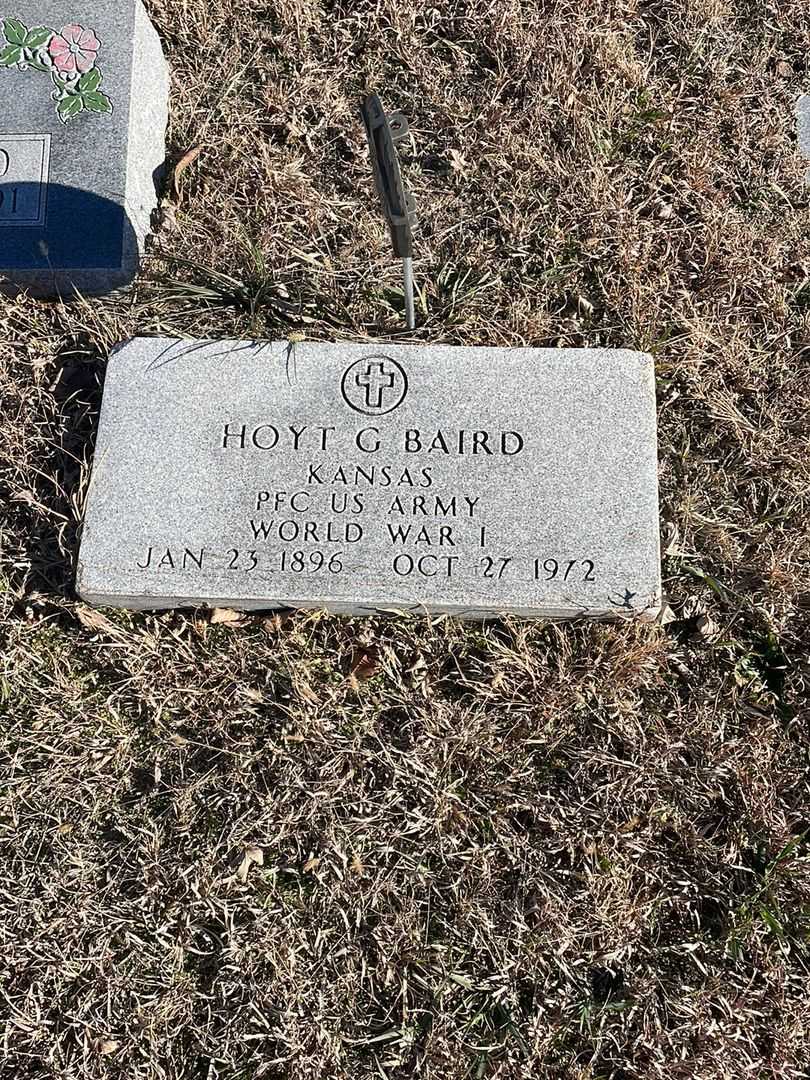 HOYT G BAIRD
KANSAS
PFC US ARMY
WORLD WAR I
JAN 23 1896 OCT 27 1972